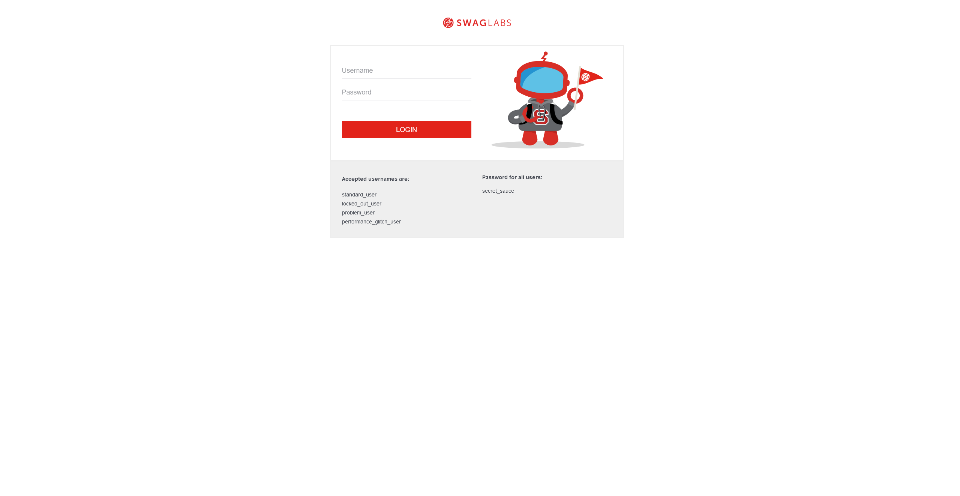 SWAGLABS
Username
Password
LOGIN
Accepted usernames are:
standard_user
locked_out_user
problem_user
performance_glitch_user
Password for all users:
secret_sauce